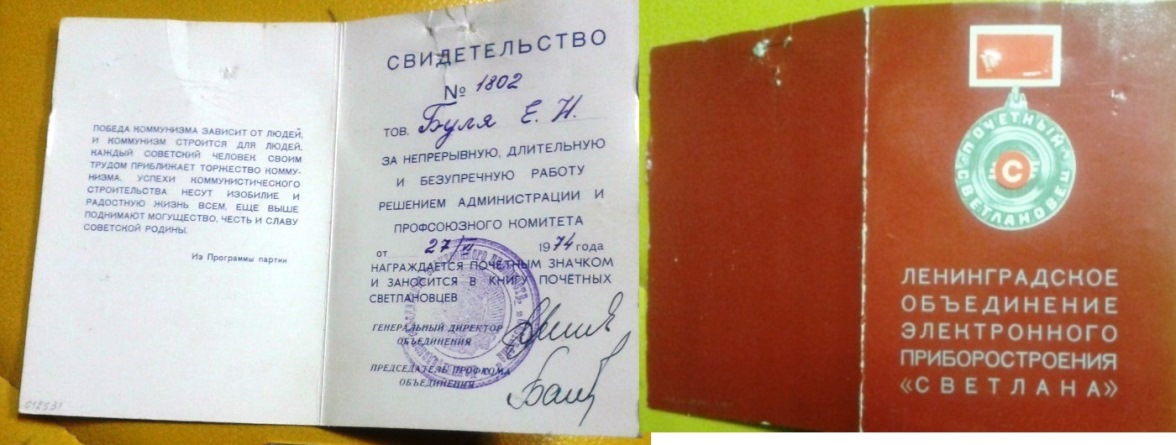 ПОБЕДА КОММУНИЗМА ЗАВИСИТ ОТ ЛЮДЕЙ,
И КОММУНИЗМ СТРОИТСЯ ДЛЯ ЛЮДЕЙ.
КАЖДЫЙ СОВЕТСКИЙ ЧЕЛОВЕК СВОИМ
ТРУДОМ ПРИБЛИЖАЕТ ТОРЖЕСТВО КОММУ-
НИЗМА. УСПЕХИ КОММУНИСТИЧЕСКОГО
СТРОИТЕЛЬСТВА НЕСУТ ИЗОБИЛИЕ И
РАДОСТНУЮ ЖИЗНЬ ВСЕМ, ЕЩЕ ВЫШЕ
ПОДНИМАЮТ МОГУЩЕСТВО, ЧЕСТЬ И СЛАВУ
СОВЕТСКОЙ РОДИНЫ.
Из Программы партии
СВИДЕТЕЛЬСТВО
№ 1802
ТОВ. Буля Е. Н.
ЗА НЕПРЕРЫВНУЮ, ДЛИТЕЛЬНУЮ
И БЕЗУПРЕЧНУЮ РАБОТУ
РЕШЕНИЕМ АДМИНИСТРАЦИИ И
ПРОФСОЮЗНОГО КОМИТЕТА
от 27/VI 1974 года
НАГРАЖДАЕТСЯ ПОЧЁТНЫМ ЗНАЧКОМ
И ЗАНОСИТСЯ В КНИГУ ПОЧЁТНЫХ
СВЕТЛАНОВЦЕВ
ГЕНЕРАЛЬНЫЙ ДИРЕКТОР
ОБЪЕДИНЕНИЯ
ПРЕДСЕДАТЕЛЬ ПРОФКОМА
ОБЪЕДИНЕНИЯ
ПОЧЕТНЫЙ
СВЕТЛАНОВЕЦ
С
ЛЕНИНГРАДСКОЕ
ОБЪЕДИНЕНИЕ
ЭЛЕКТРОННОГО
ПРИБОРОСТРОЕНИЯ
«СВЕТЛАНА»